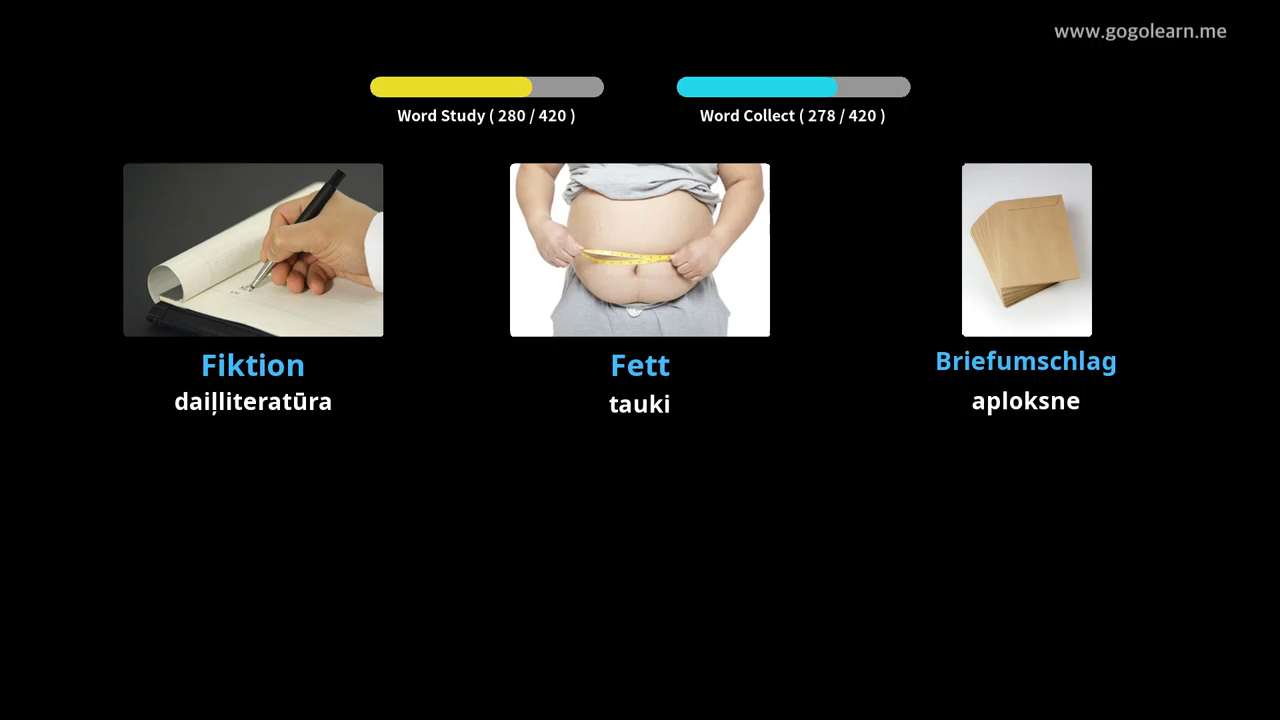 www.gogolearn.me
Word Study ( 280 / 420 )
Word Collect ( 278 / 420 )
Fiktion
daiļliteratūra
Fett
tauki
Briefumschlag
aploksne